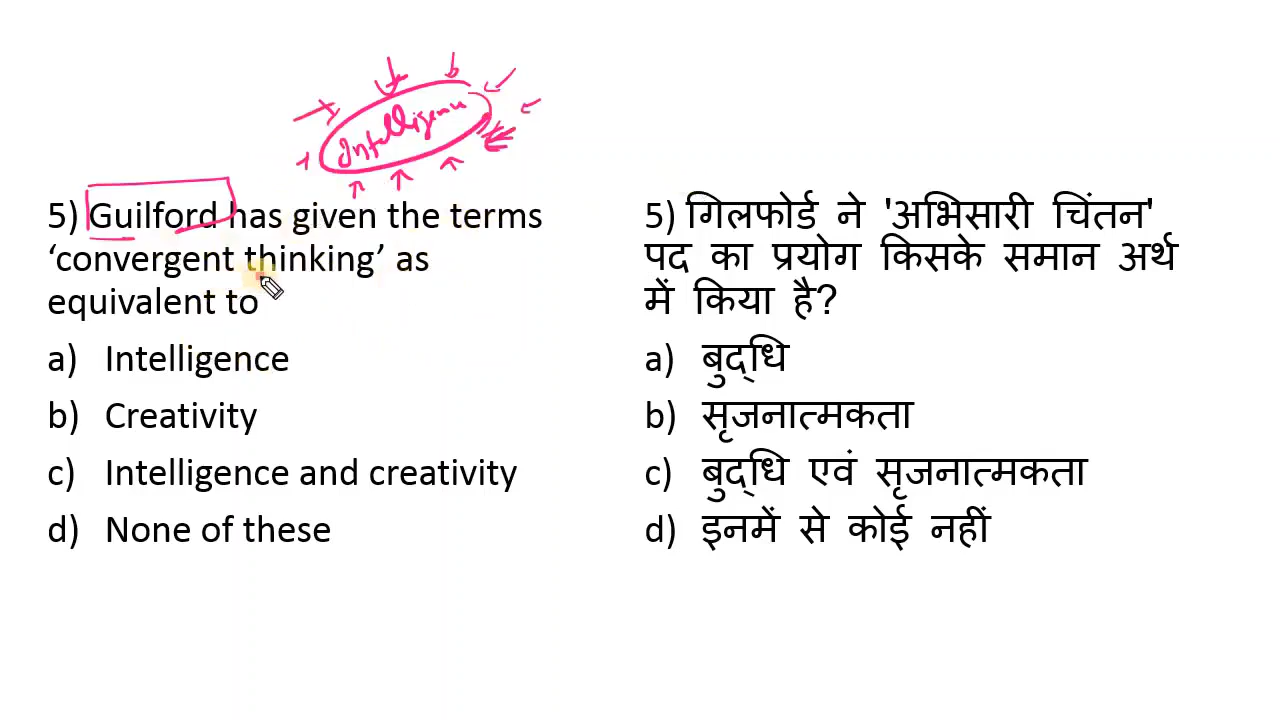 Intelligence
5) Guilford has given the terms
‘convergent thinking’ as
equivalent to
a) Intelligence
b) Creativity
c) Intelligence and creativity
d) None of these
5) गिलफोर्ड ने 'अभिसारी चिंतन'
पद का प्रयोग किसके समान अर्थ
में किया है?
a) बुद्धि
b) सृजनात्मकता
c) बुद्धि एवं सृजनात्मकता
d) इनमें से कोई नहीं